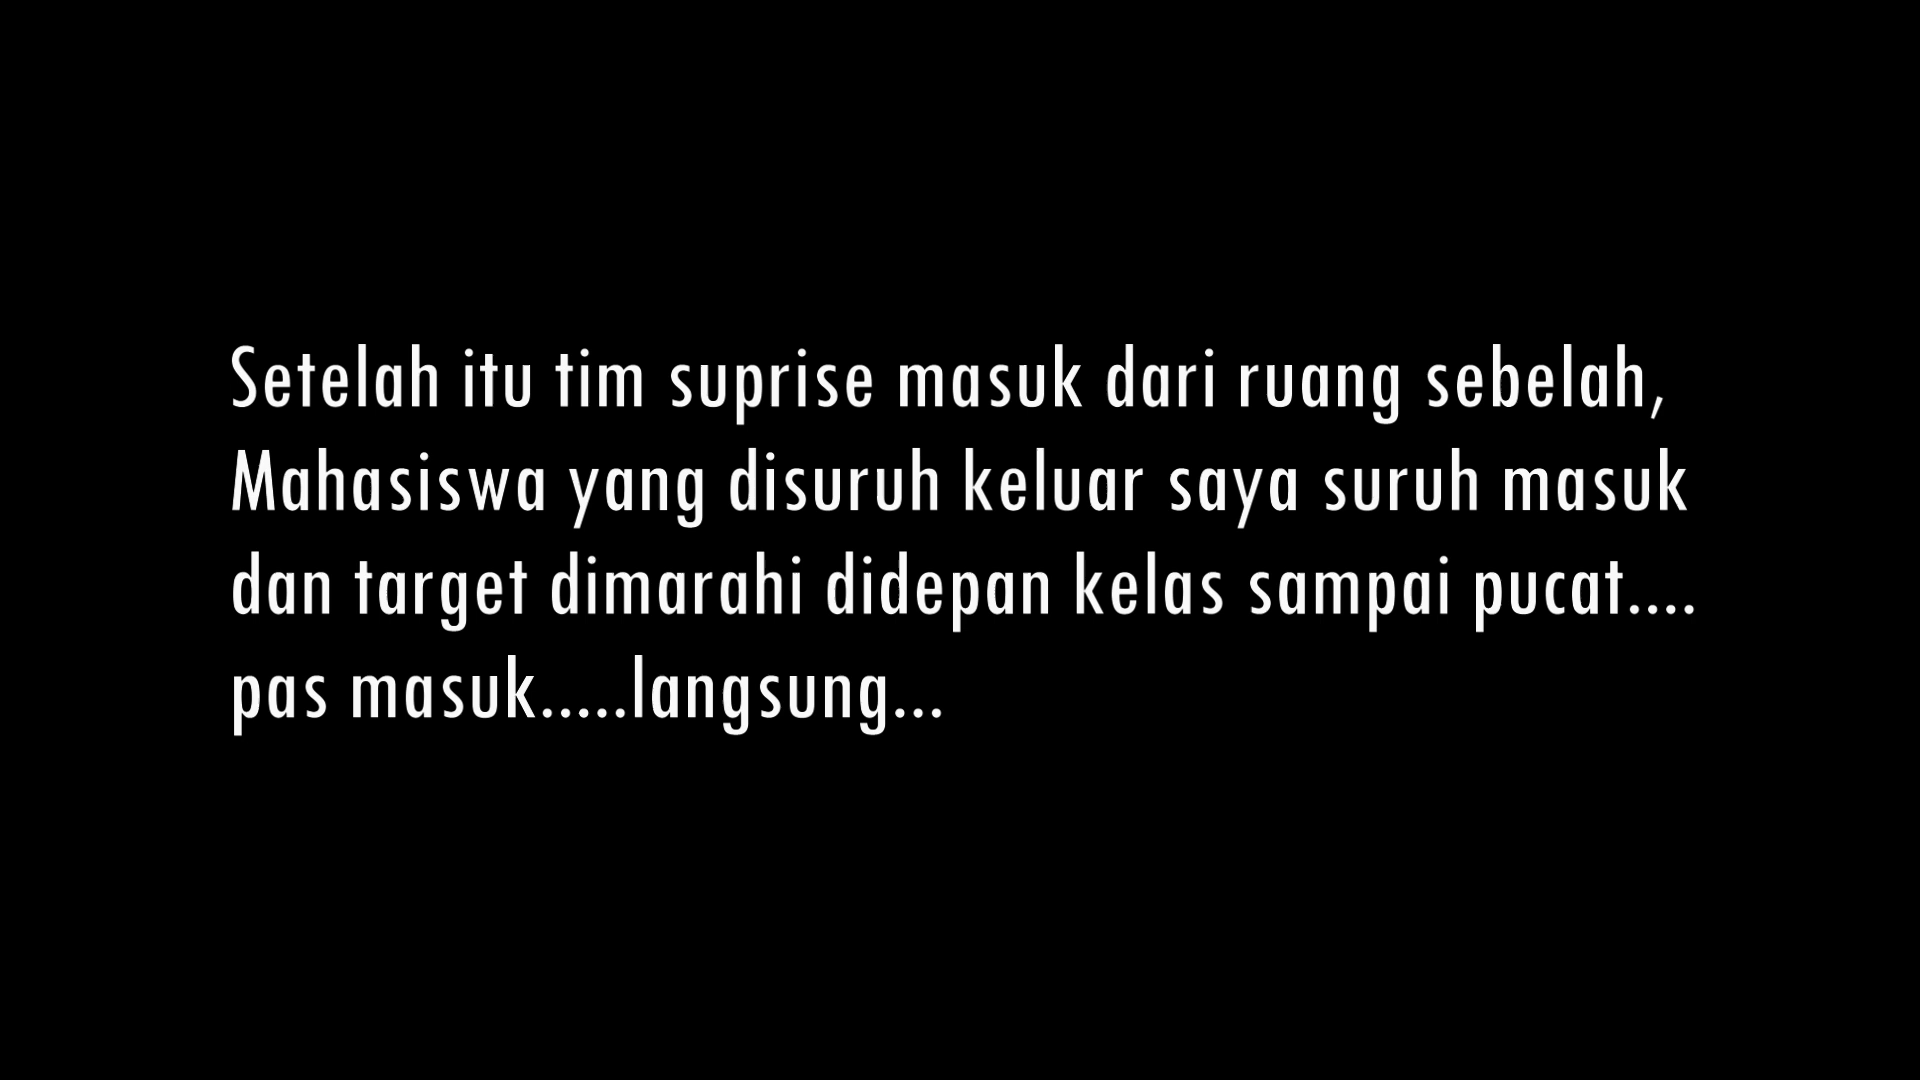 Setelah itu tim suprise masuk dari ruang sebelah,
Mahasiswa yang disuruh keluar saya suruh masuk
dan target dimarahi didepan kelas sampai pucat....
pas masuk.....langsung...